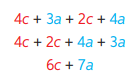 4c + 3a + 2c + 4a
4c + 2c + 4a + 3a
6c + 7a